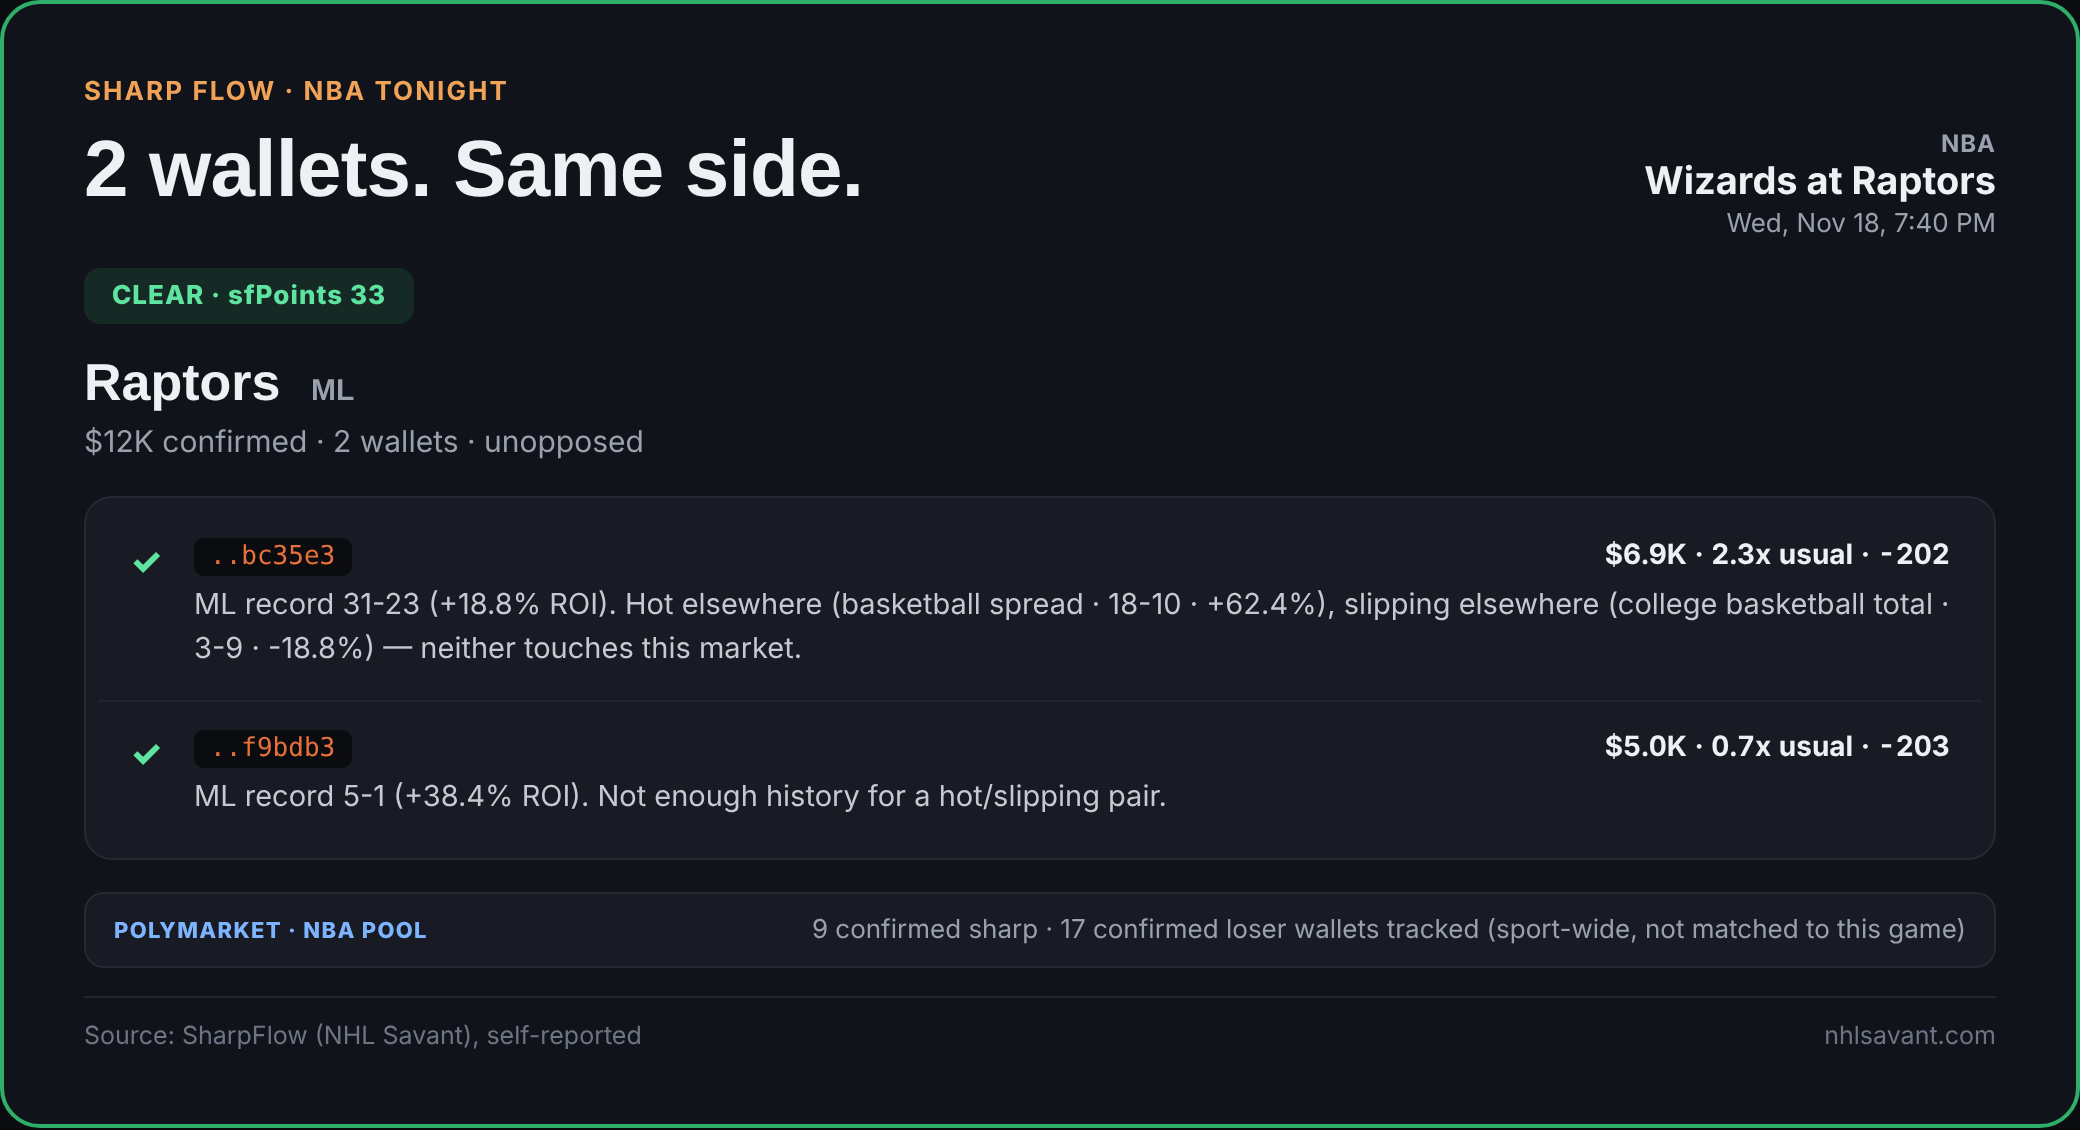 SHARP FLOW · NBA TONIGHT
2 wallets. Same side.
NBA
Wizards at Raptors
Wed, Nov 18, 7:40 PM
CLEAR · sfPoints 33
Raptors ML
$12K confirmed · 2 wallets · unopposed
..bc35e3
$6.9K · 2.3x usual · -202
ML record 31-23 (+18.8% ROI). Hot elsewhere (basketball spread · 18-10 · +62.4%), slipping elsewhere (college basketball total ·
3-9 · -18.8%) — neither touches this market.
..f9bdb3
$5.0K · 0.7x usual · -203
ML record 5-1 (+38.4% ROI). Not enough history for a hot/slipping pair.
POLYMARKET · NBA POOL
9 confirmed sharp · 17 confirmed loser wallets tracked (sport-wide, not matched to this game)
Source: SharpFlow (NHL Savant), self-reported
nhlsavant.com